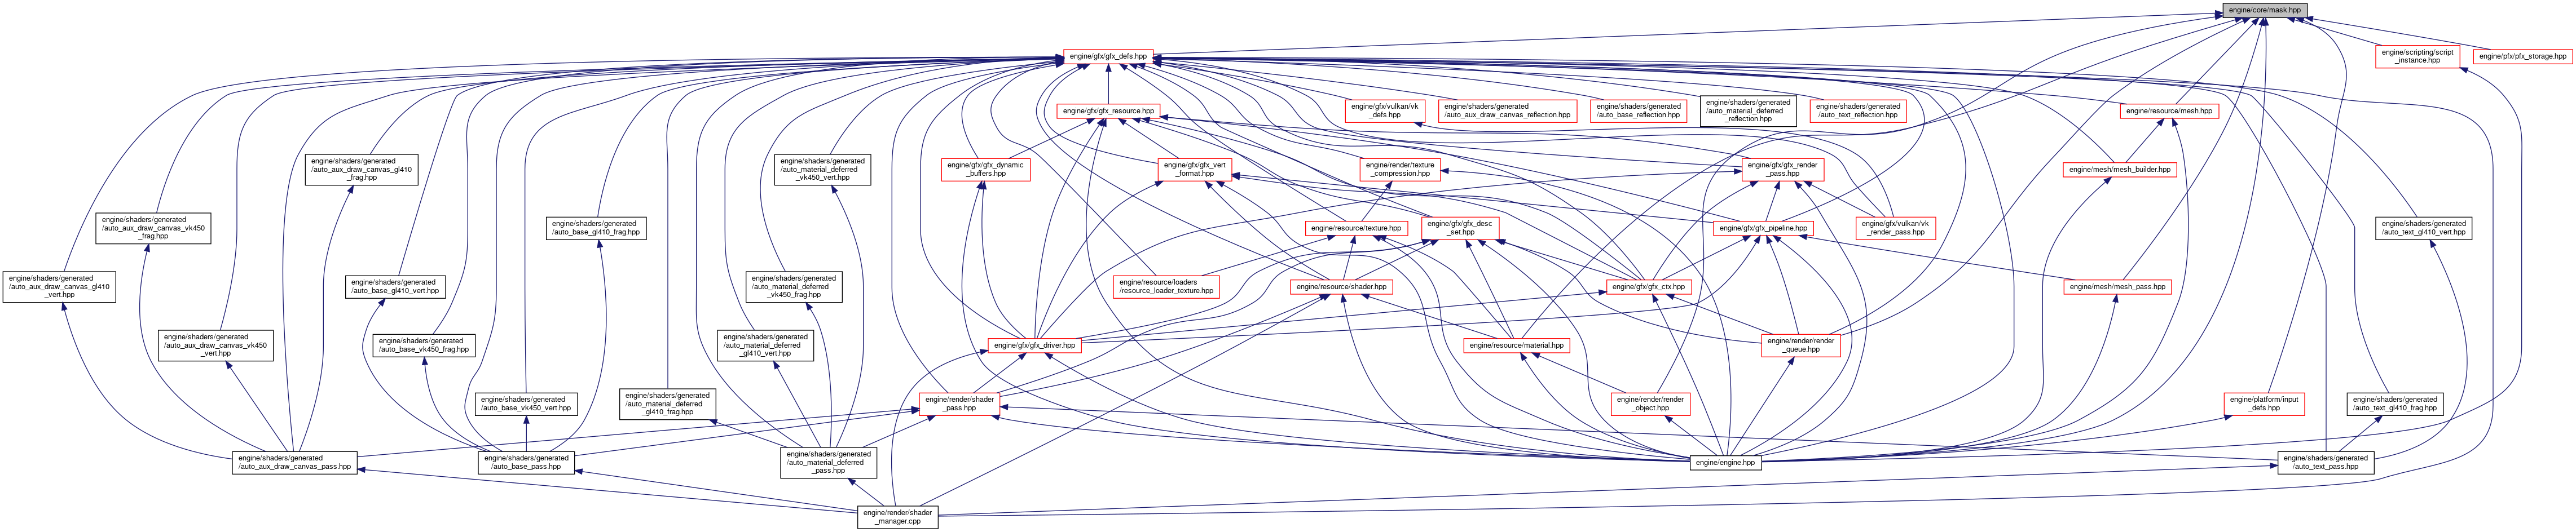 engine/core/mask.hpp
engine/gfx/gfx_defs.hpp
engine/scripting/script
_instance.hpp
engine/pfx/pfx_storage.hpp
engine/gfx/gfx_resource.hpp
engine/gfx/vulkan/vk
_defs.hpp
engine/shaders/generated
/auto_aux_draw_canvas_reflection.hpp
engine/shaders/generated
/auto_base_reflection.hpp
engine/shaders/generated
/auto_material_deferred
_reflection.hpp
engine/shaders/generated
/auto_text_reflection.hpp
engine/resource/mesh.hpp
engine/shaders/generated
/auto_aux_draw_canvas_gl410
_frag.hpp
engine/shaders/generated
/auto_material_deferred
_vk450_vert.hpp
engine/gfx/gfx_dynamic
_buffers.hpp
engine/gfx/gfx_vert
_format.hpp
engine/render/texture
_compression.hpp
engine/gfx/gfx_render
_pass.hpp
engine/mesh/mesh_builder.hpp
engine/shaders/generated
/auto_aux_draw_canvas_vk450
_frag.hpp
engine/shaders/generated
/auto_base_gl410_frag.hpp
engine/resource/texture.hpp
engine/gfx/gfx_desc
_set.hpp
engine/gfx/gfx_pipeline.hpp
engine/gfx/vulkan/vk
_render_pass.hpp
engine/shaders/generated
/auto_text_gl410_vert.hpp
engine/shaders/generated
/auto_aux_draw_canvas_gl410
_vert.hpp
engine/shaders/generated
/auto_base_gl410_vert.hpp
engine/shaders/generated
/auto_material_deferred
_vk450_frag.hpp
engine/resource/loaders
/resource_loader_texture.hpp
engine/resource/shader.hpp
engine/gfx/gfx_ctx.hpp
engine/mesh/mesh_pass.hpp
engine/shaders/generated
/auto_aux_draw_canvas_vk450
_vert.hpp
engine/shaders/generated
/auto_base_vk450_frag.hpp
engine/shaders/generated
/auto_material_deferred
_gl410_vert.hpp
engine/gfx/gfx_driver.hpp
engine/resource/material.hpp
engine/render/render
_queue.hpp
engine/shaders/generated
/auto_base_vk450_vert.hpp
engine/shaders/generated
/auto_material_deferred
_gl410_frag.hpp
engine/render/shader
_pass.hpp
engine/render/render
_object.hpp
engine/platform/input
_defs.hpp
engine/shaders/generated
/auto_text_gl410_frag.hpp
engine/shaders/generated
/auto_aux_draw_canvas_pass.hpp
engine/shaders/generated
/auto_base_pass.hpp
engine/shaders/generated
/auto_material_deferred
_pass.hpp
engine/engine.hpp
engine/shaders/generated
/auto_text_pass.hpp
engine/render/shader
_manager.cpp